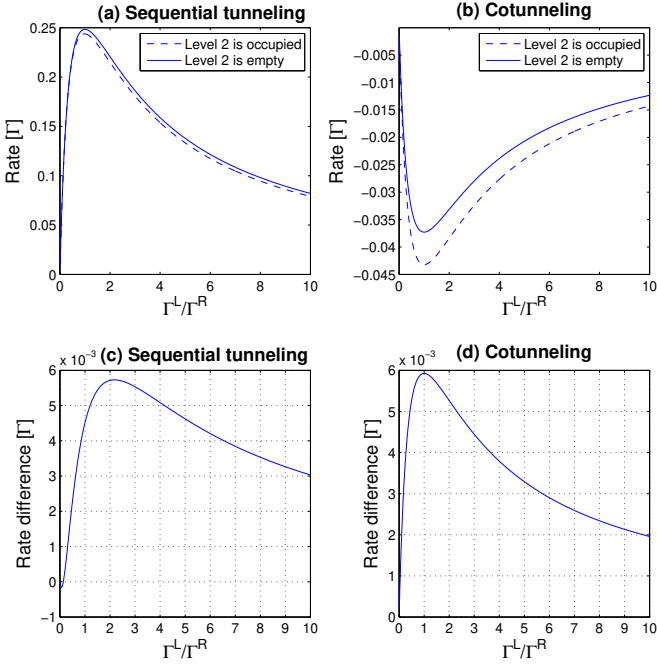 (a) Sequential tunneling
Rate [Γ]
0.25
0.2
0.15
0.1
0.05
0
Level 2 is occupied
Level 2 is empty
0 2 4 6 8 10
Γ^L/Γ^R
(b) Cotunneling
Rate [Γ]
−0.005
−0.01
−0.015
−0.02
−0.025
−0.03
−0.035
−0.04
−0.045
Level 2 is occupied
Level 2 is empty
0 2 4 6 8 10
Γ^L/Γ^R
(c) Sequential tunneling
x 10^−3
Rate difference [Γ]
6
5
4
3
2
1
0
−1
0 1 2 3 4 5 6 7 8 9 10
Γ^L/Γ^R
(d) Cotunneling
x 10^−3
Rate difference [Γ]
6
5
4
3
2
1
0
0 1 2 3 4 5 6 7 8 9 10
Γ^L/Γ^R